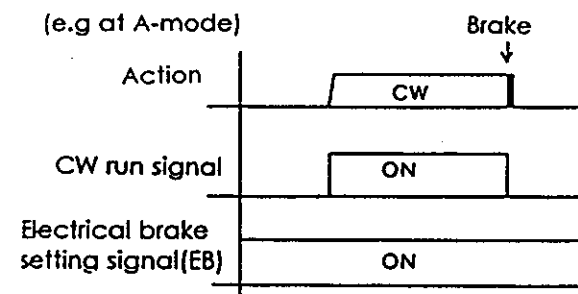 (e.g at A-mode)
Brake
Action
CW
CW run signal
ON
Electrical brake
setting signal(EB)
ON